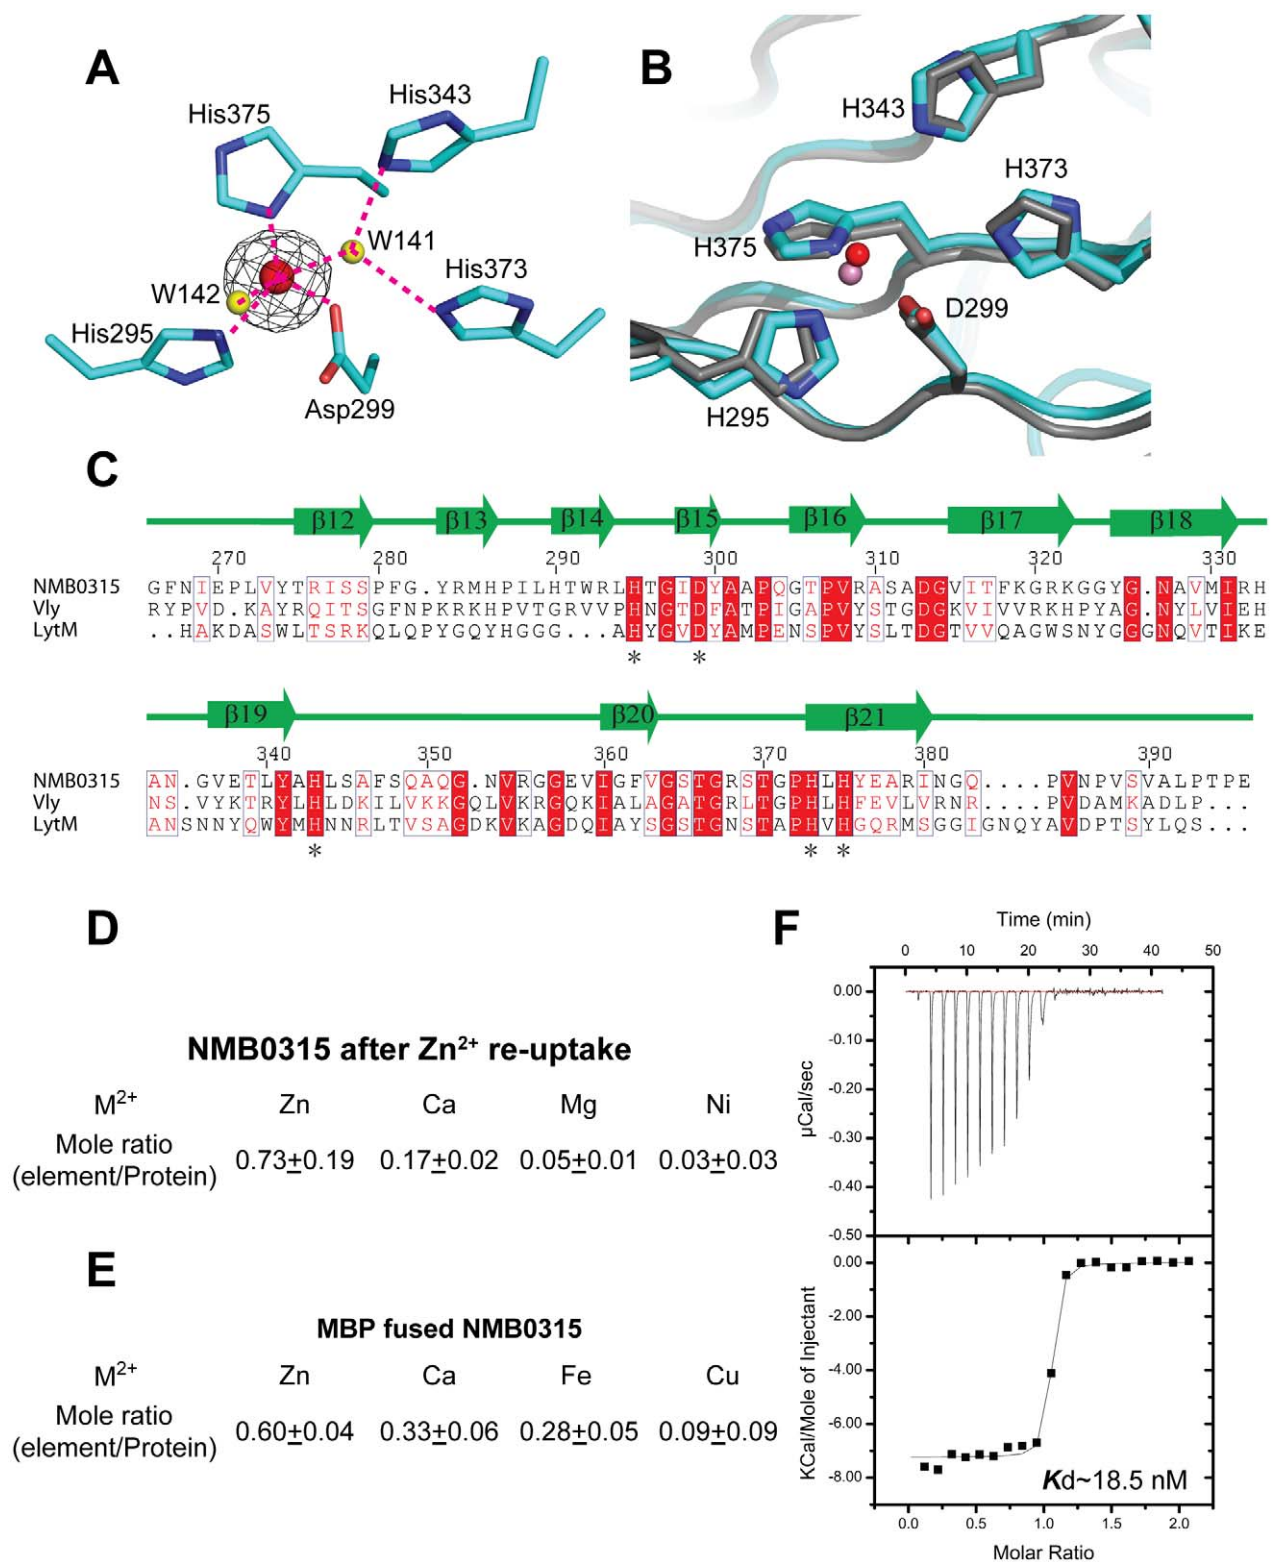 A
His375
His343
W141
His373
W142
His295
Asp299
B
H343
H373
H375
D299
H295
C
β12 β13 β14 β15 β16 β17 β18
270 280 290 300 310 320 330
NMB0315 GFNIEPLVYTRISSPFG.YRMHPILHTWRLHTGIDYAAPQGTPVRASADGVITFKGRKGGYG.NAVMIRH
Vly RYPVD.KAYRQITSGFNPKRKHPVTGRVVPHNGTDFATPIGAPVYSTGDGKVIVVRKHPYAG.NYLVIEH
LytM ..HAKDASWLTSRKQLQPYGQYHGGG...AHYGVDYAMPENSPVYSLTDGTVVQAGWSNYGGGNQVTIKE
* *
β19 β20 β21
340 350 360 370 380 390
NMB0315 AN.GVETLYAHLSAFSQAQG.NVRGGEVIGFVGSTGRSTGPHLHYEARINGQ....PVNPVSVALPTPE
Vly NS.VYKTRYLHLDKILVKKGQLVKRGQKIALAGATGRLTGPHLHFEVLVRNR....PVDAMKADLP...
LytM ANSNNYQWYMHNNRLTVSAGDKVKAGDQIAYSGSTGNSTAPHVHGQRMSGGIGNQYAVDPTSYLQS...
* * *
D
NMB0315 after Zn²⁺ re-uptake
M²⁺ Zn Ca Mg Ni
Mole ratio
(element/Protein) 0.73±0.19 0.17±0.02 0.05±0.01 0.03±0.03
E
MBP fused NMB0315
M²⁺ Zn Ca Fe Cu
Mole ratio
(element/Protein) 0.60±0.04 0.33±0.06 0.28±0.05 0.09±0.09
F
Time (min)
0 10 20 30 40 50
0.00
-0.10
-0.20
-0.30
-0.40
-0.50
µCal/sec
0.00
-2.00
-4.00
-6.00
-8.00
KCal/Mole of Injectant
Kd~18.5 nM
0.0 0.5 1.0 1.5 2.0
Molar Ratio